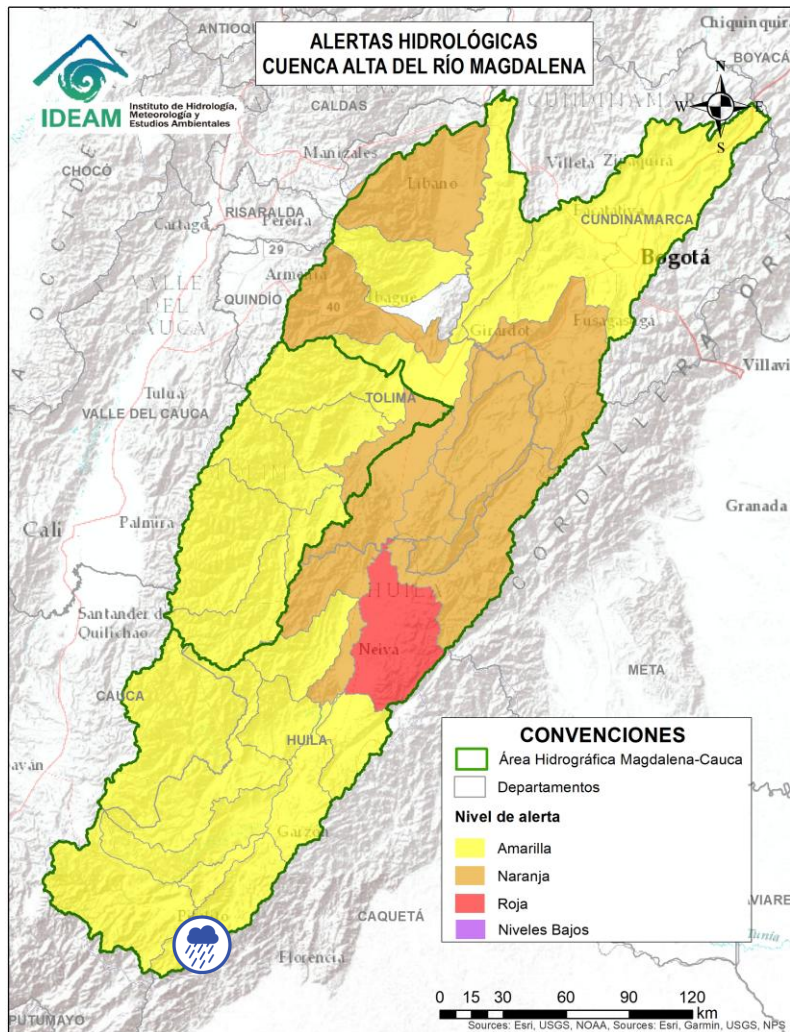 ALERTAS HIDROLÓGICAS
CUENCA ALTA DEL RÍO MAGDALENA
IDEAM
Instituto de Hidrología,
Meteorología y
Estudios Ambientales
Chiquinquirá
BOYACÁ
N
W E
S
CALDAS
Manizales
Líbano
Villeta
CHOCÓ
RISARALDA
Pereira
Cartago
CUNDINAMARCA
29
Armenia
Bogotá
QUINDÍO
40
Ibagué
Girardot
Fusagasugá
VALLE
DEL
CAUCA
Tuluá
VALLE DEL CAUCA
TOLIMA
Cali
Palmira
Granada
CORDILLERA
HUILA
Santander de
Quilichao
Neiva
META
CAUCA
HUILA
Garzón
CAQUETÁ
Florencia
PUTUMAYO
Tunía
CONVENCIONES
Área Hidrográfica Magdalena-Cauca
Departamentos
Nivel de alerta
Amarilla
Naranja
Roja
Niveles Bajos
0 15 30 60 90 120
km
Sources: Esri, USGS, NOAA, Sources: Esri, Garmin, USGS, NPS